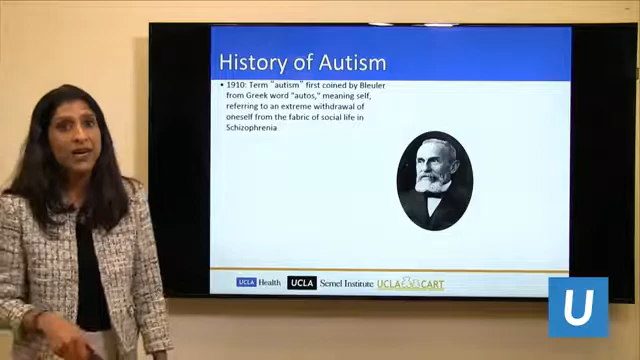 History of Autism
• 1910: Term "autism" first coined by Bleuler
from Greek word "autos," meaning self,
referring to an extreme withdrawal of
oneself from the fabric of social life in
Schizophrenia
UCLA Health UCLA Semel Institute UCLA CART
U